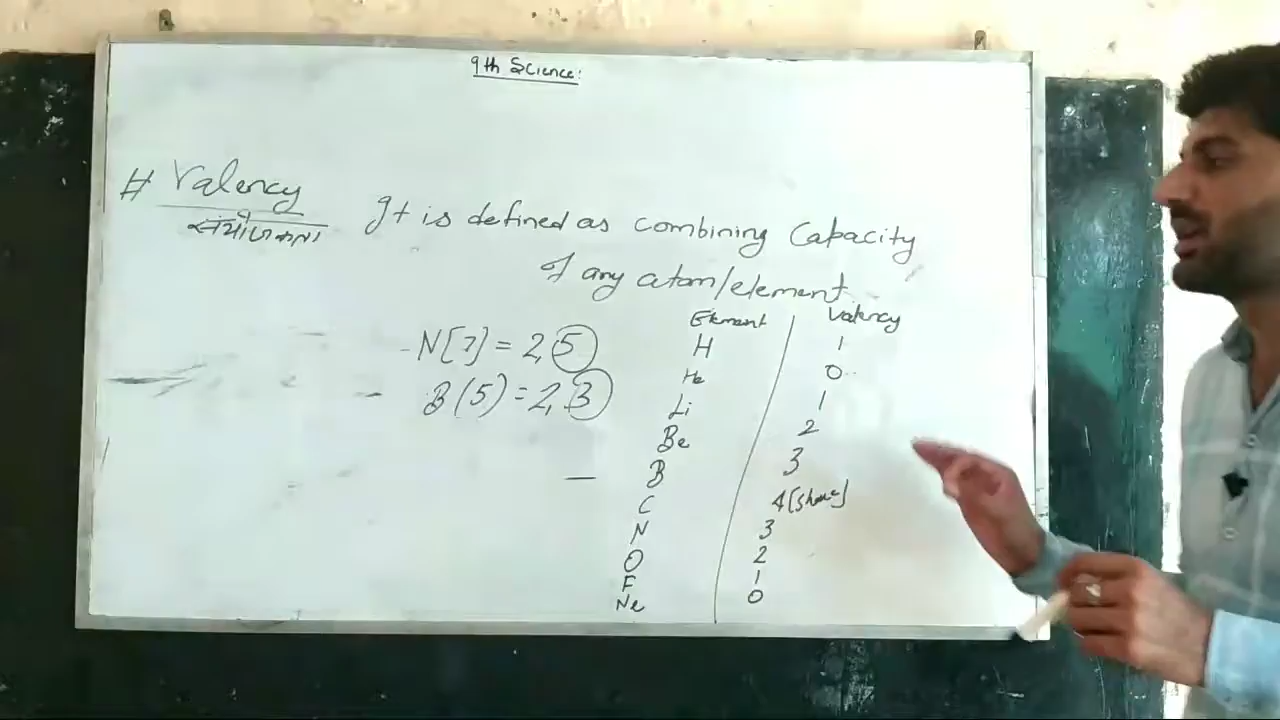 9th Science:
# Valency
संयोजकता
It is defined as combining Capacity
of any atom/element
N[7] = 2, 5
B(5) = 2, 3
Element Valency
H 1
He 0
Li 1
Be 2
B 3
C 4[share]
N 3
O 2
F 1
Ne 0